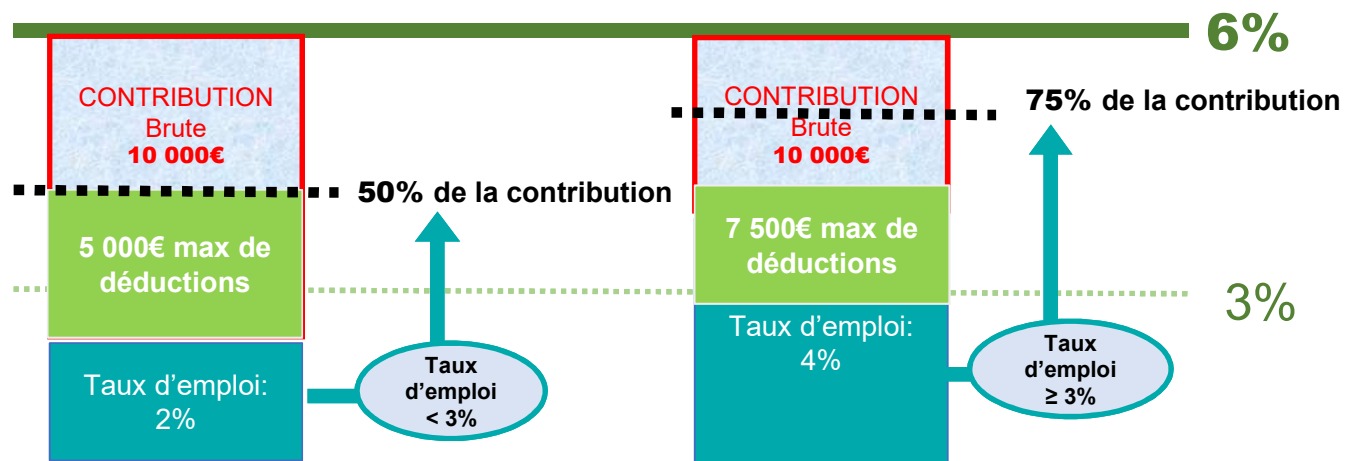 6%
CONTRIBUTION
Brute
10 000€
50% de la contribution
5 000€ max de
déductions
Taux d’emploi:
2%
Taux
d’emploi
< 3%
CONTRIBUTION
Brute
10 000€
75% de la contribution
7 500€ max de
déductions
3%
Taux d’emploi:
4%
Taux
d’emploi
≥ 3%